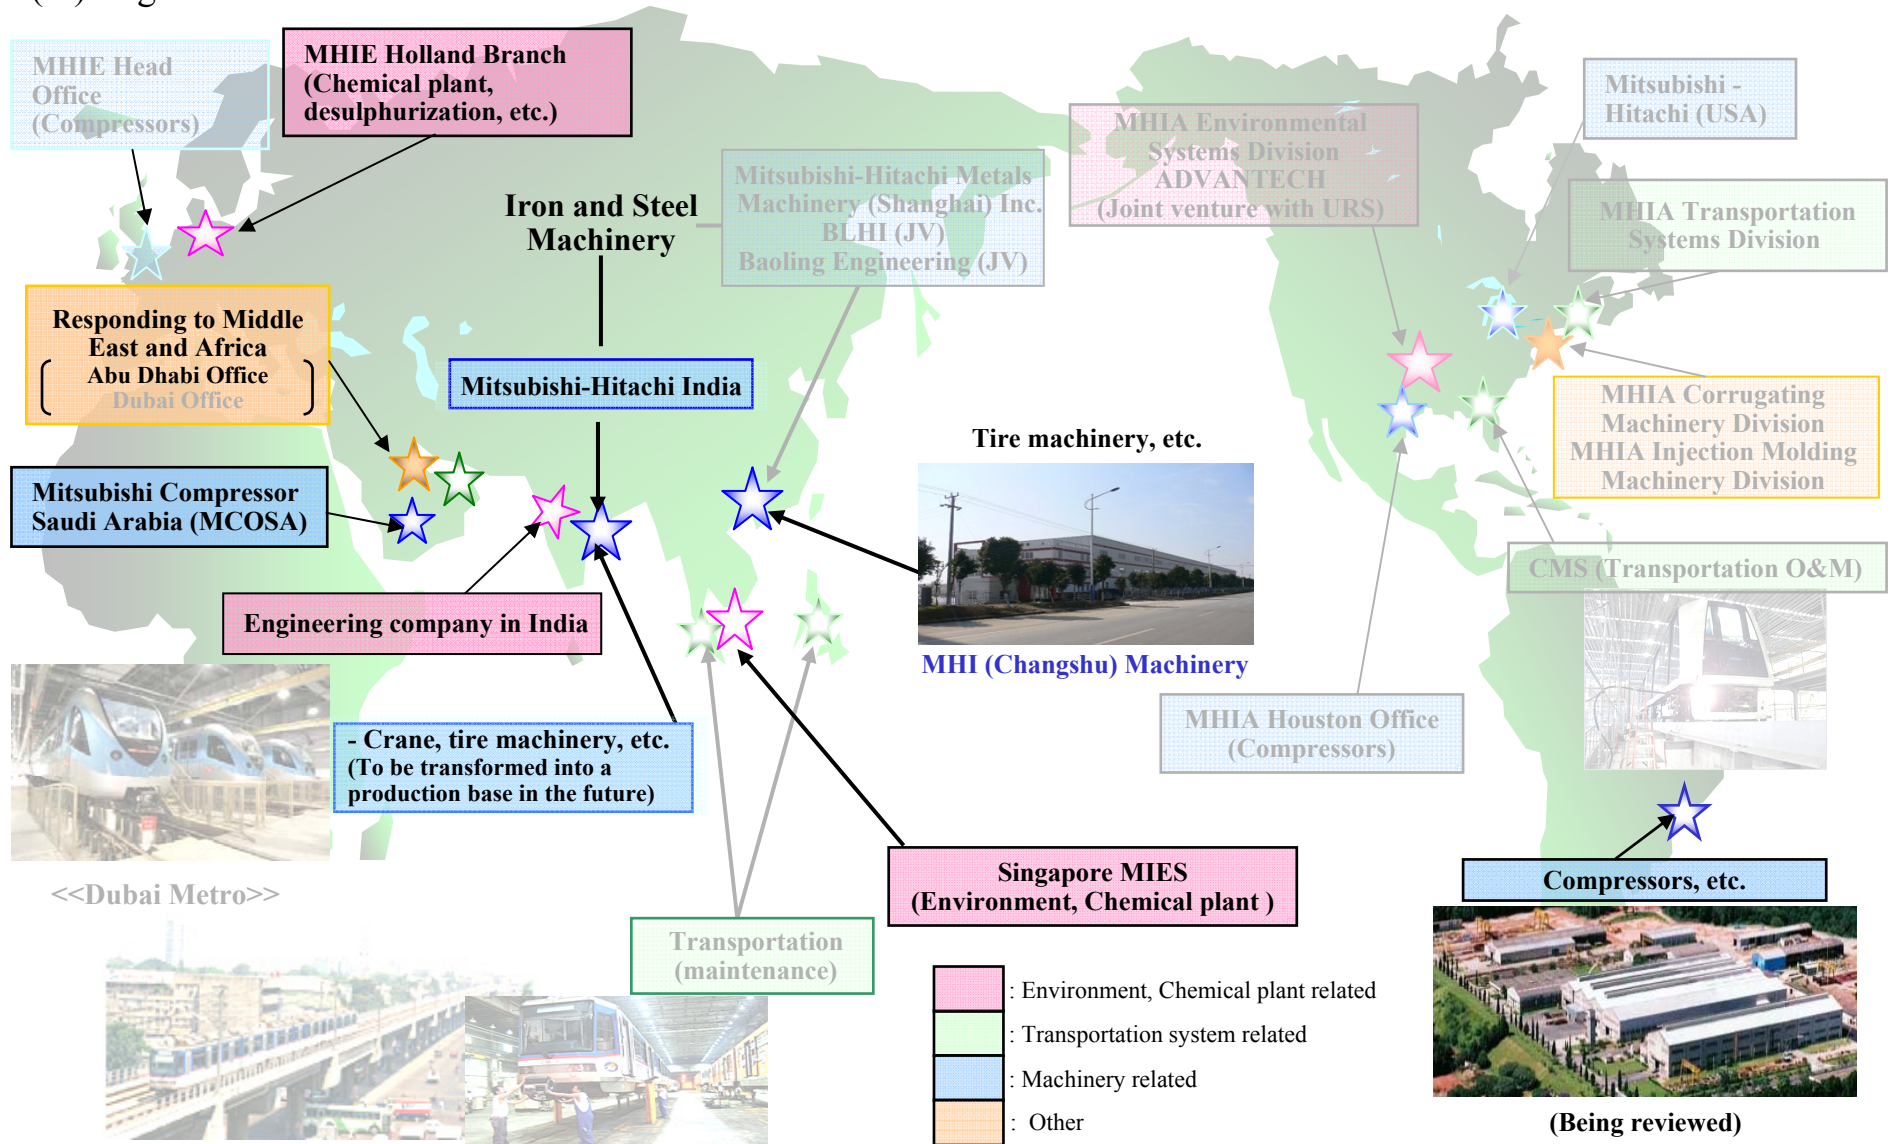 MHIE Head
Office
(Compressors)
MHIE Holland Branch
(Chemical plant,
desulphurization, etc.)
Iron and Steel
Machinery
Mitsubishi-Hitachi Metals
Machinery (Shanghai) Inc.
BLHI (JV)
Baoling Engineering (JV)
MHIA Environmental
Systems Division
ADVANTECH
(Joint venture with URS)
Mitsubishi -
Hitachi (USA)
MHIA Transportation
Systems Division
Responding to Middle
East and Africa
Abu Dhabi Office
Dubai Office
Mitsubishi-Hitachi India
MHIA Corrugating
Machinery Division
MHIA Injection Molding
Machinery Division
Tire machinery, etc.
Mitsubishi Compressor
Saudi Arabia (MCOSA)
CMS (Transportation O&M)
Engineering company in India
MHI (Changshu) Machinery
MHIA Houston Office
(Compressors)
- Crane, tire machinery, etc.
(To be transformed into a
production base in the future)
Singapore MIES
(Environment, Chemical plant )
Compressors, etc.
<<Dubai Metro>>
Transportation
(maintenance)
: Environment, Chemical plant related
: Transportation system related
: Machinery related
: Other
(Being reviewed)